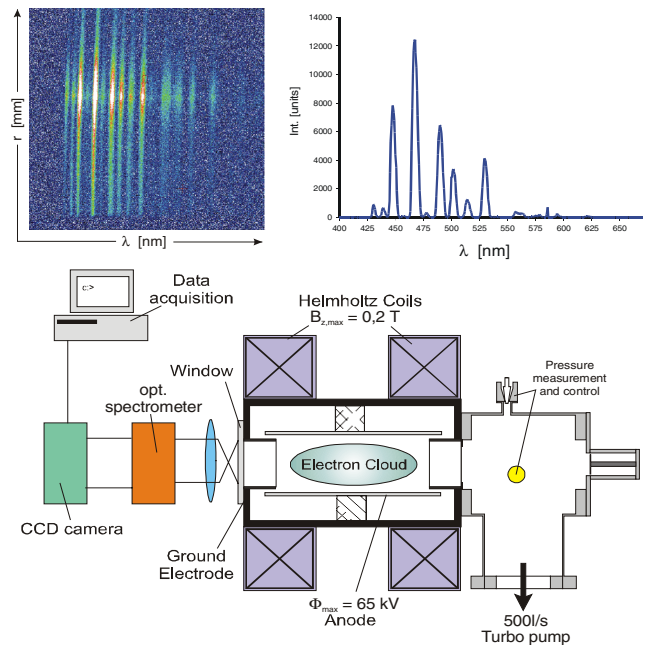 r [mm]
λ [nm]
Int. [units]
14000
12000
10000
8000
6000
4000
2000
0
400 425 450 475 500 525 550 575 600 625 650
λ [nm]
c:>
Data
acquisition
Helmholtz Coils
B z,max = 0,2 T
Window
opt.
spectrometer
Pressure
measurement
and control
Electron Cloud
CCD camera
Ground
Electrode
Φ max = 65 kV
Anode
500l/s
Turbo pump